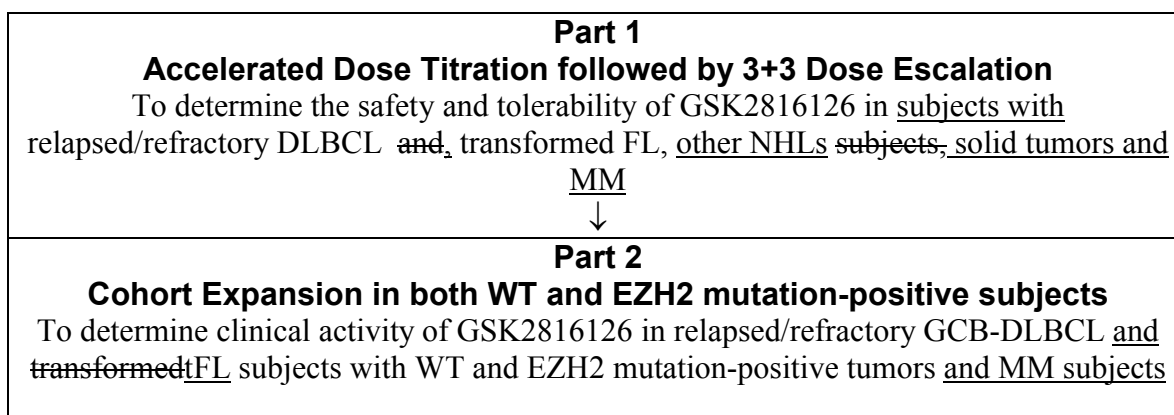 Part 1
Accelerated Dose Titration followed by 3+3 Dose Escalation
To determine the safety and tolerability of GSK2816126 in subjects with
relapsed/refractory DLBCL and, transformed FL, other NHLs subjects, solid tumors and
MM
↓
Part 2
Cohort Expansion in both WT and EZH2 mutation-positive subjects
To determine clinical activity of GSK2816126 in relapsed/refractory GCB-DLBCL and
transformedtFL subjects with WT and EZH2 mutation-positive tumors and MM subjects